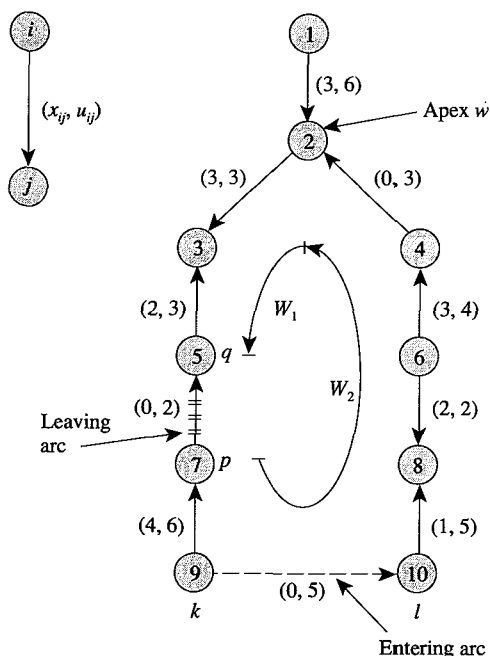 i
(x_ij, u_ij)
j
1
(3, 6)
Apex w
2
(3, 3)
(0, 3)
3
4
(2, 3)
W_1
(3, 4)
5 q
6
W_2
(0, 2)
(2, 2)
Leaving
arc
7 p
8
(4, 6)
(1, 5)
9
10
(0, 5)
k
l
Entering arc